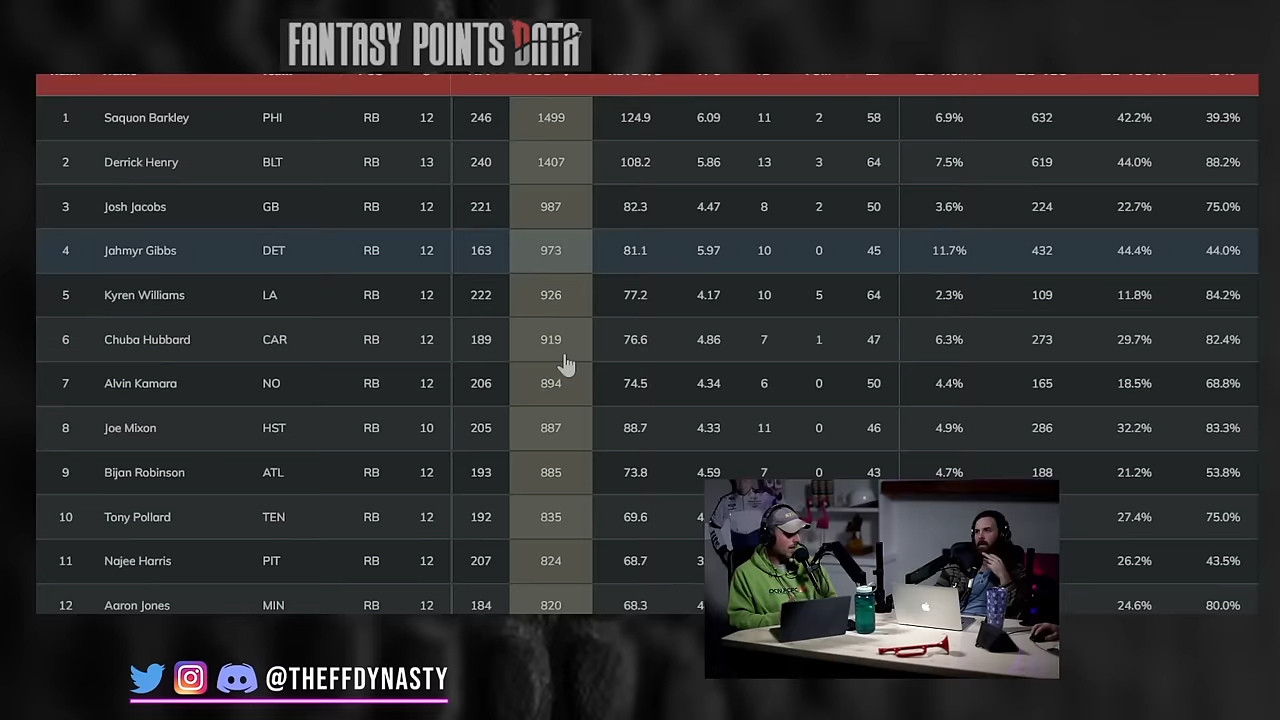 FANTASY POINTS DATA
1 Saquon Barkley PHI RB 12 246 1499 124.9 6.09 11 2 58 6.9% 632 42.2% 39.3%
2 Derrick Henry BLT RB 13 240 1407 108.2 5.86 13 3 64 7.5% 619 44.0% 88.2%
3 Josh Jacobs GB RB 12 221 987 82.3 4.47 8 2 50 3.6% 224 22.7% 75.0%
4 Jahmyr Gibbs DET RB 12 163 973 81.1 5.97 10 0 45 11.7% 432 44.4% 44.0%
5 Kyren Williams LA RB 12 222 926 77.2 4.17 10 5 64 2.3% 109 11.8% 84.2%
6 Chuba Hubbard CAR RB 12 189 919 76.6 4.86 7 1 47 6.3% 273 29.7% 82.4%
7 Alvin Kamara NO RB 12 206 894 74.5 4.34 6 0 50 4.4% 165 18.5% 68.8%
8 Joe Mixon HST RB 10 205 887 88.7 4.33 11 0 46 4.9% 286 32.2% 83.3%
9 Bijan Robinson ATL RB 12 193 885 73.8 4.59 7 0 43 4.7% 188 21.2% 53.8%
10 Tony Pollard TEN RB 12 192 835 69.6 4 27.4% 75.0%
11 Najee Harris PIT RB 12 207 824 68.7 3 26.2% 43.5%
12 Aaron Jones MIN RB 12 184 820 68.3 4 24.6% 80.0%
@THEFFDYNASTY